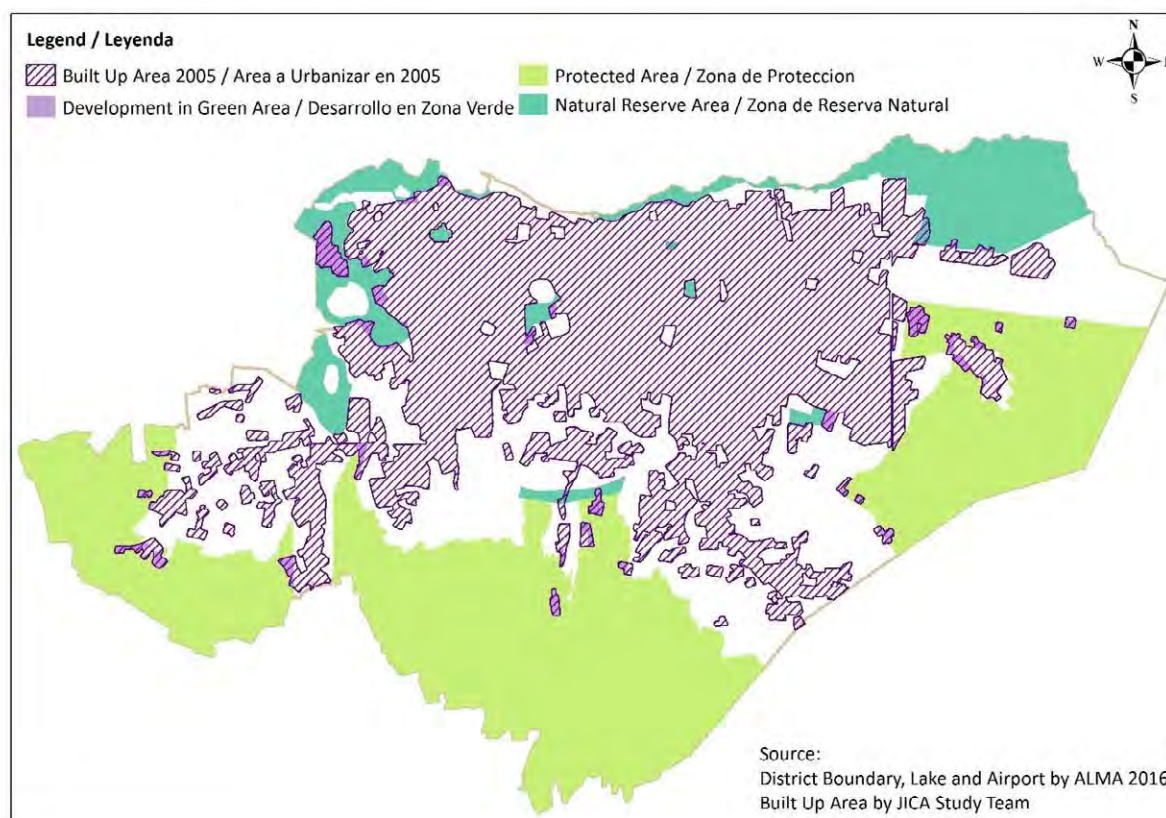 Legend / Leyenda
Built Up Area 2005 / Area a Urbanizar en 2005
Development in Green Area / Desarrollo en Zona Verde
Protected Area / Zona de Proteccion
Natural Reserve Area / Zona de Reserva Natural
N
W
E
S
Source:
District Boundary, Lake and Airport by ALMA 2016
Built Up Area by JICA Study Team